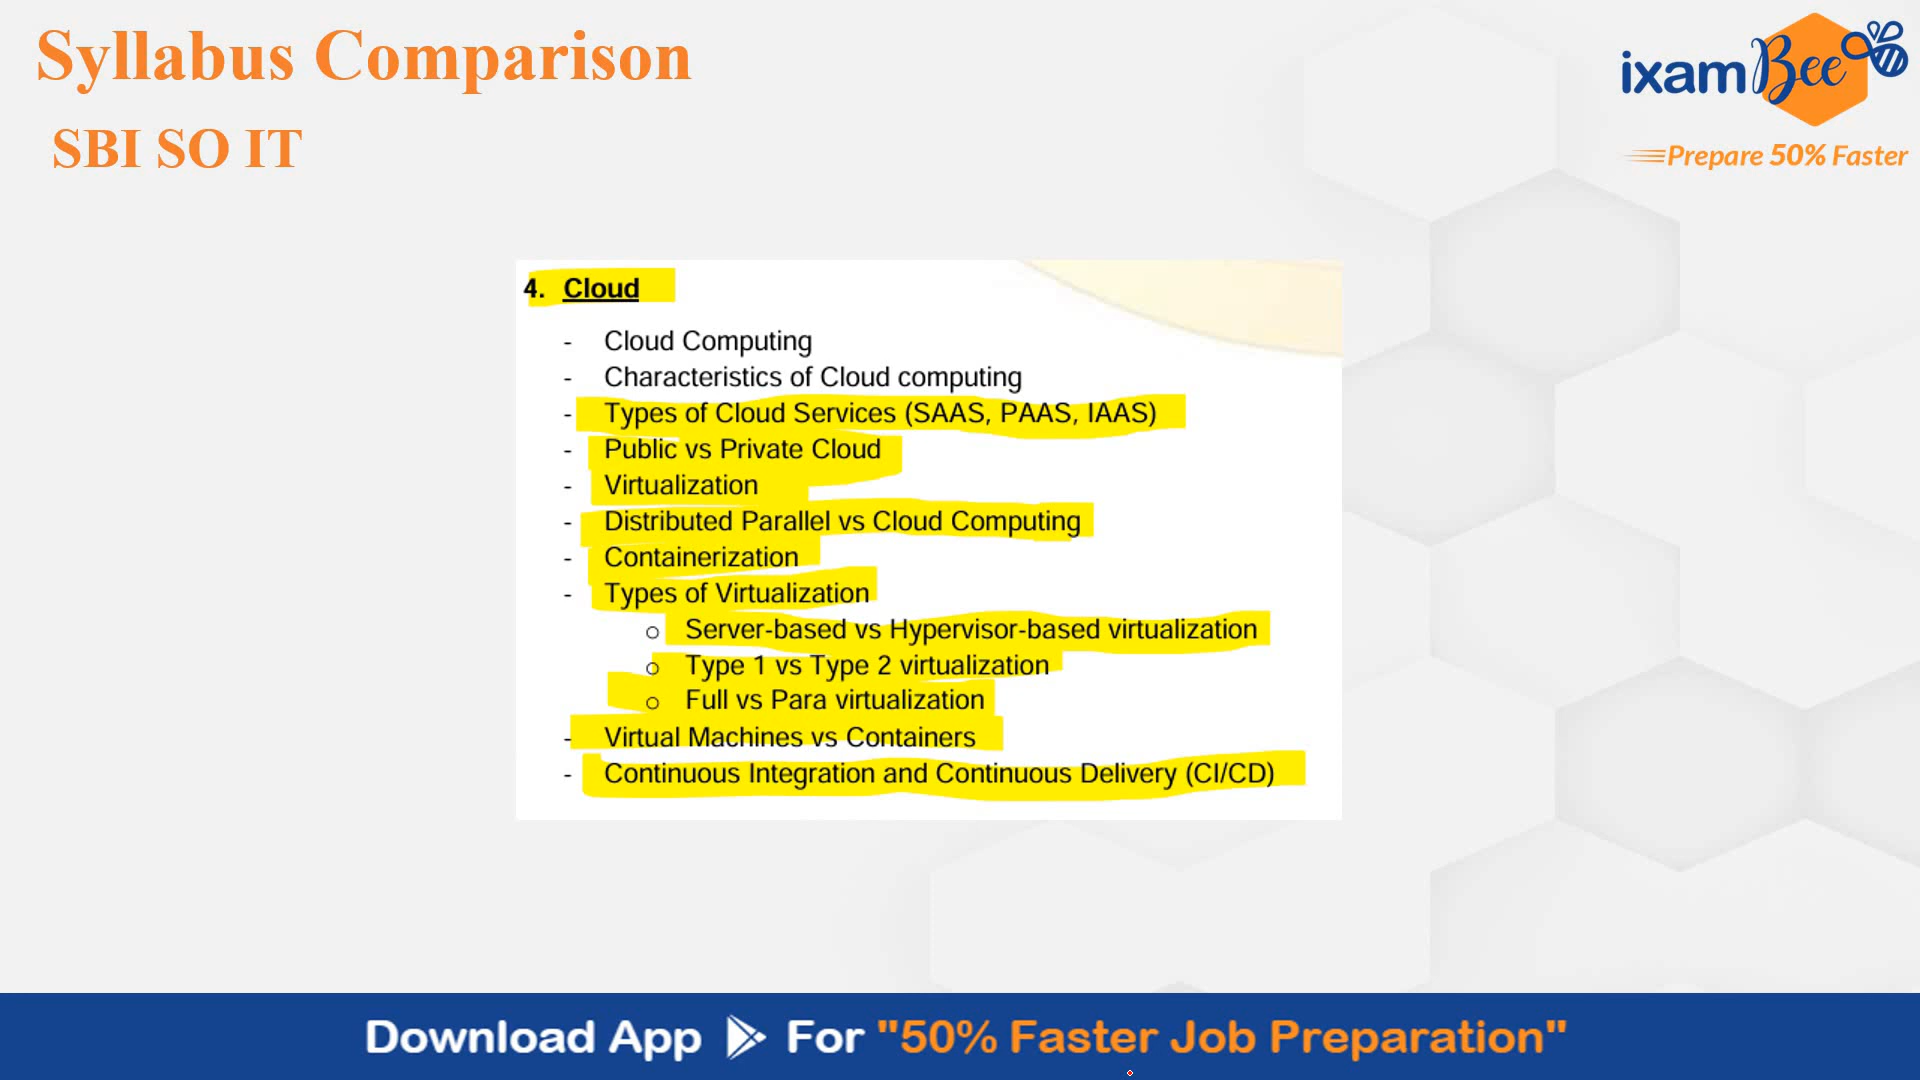 Syllabus Comparison
SBI SO IT
ixamBee
Prepare 50% Faster
4. Cloud
- Cloud Computing
- Characteristics of Cloud computing
- Types of Cloud Services (SAAS, PAAS, IAAS)
- Public vs Private Cloud
- Virtualization
- Distributed Parallel vs Cloud Computing
- Containerization
- Types of Virtualization
o Server-based vs Hypervisor-based virtualization
o Type 1 vs Type 2 virtualization
o Full vs Para virtualization
- Virtual Machines vs Containers
- Continuous Integration and Continuous Delivery (CI/CD)
Download App For "50% Faster Job Preparation"